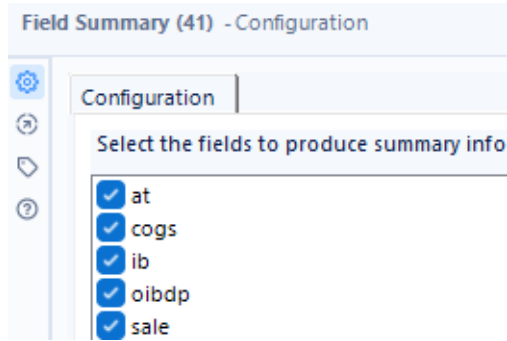 Field Summary (41) - Configuration
Configuration
Select the fields to produce summary info
at
cogs
ib
oibdp
sale